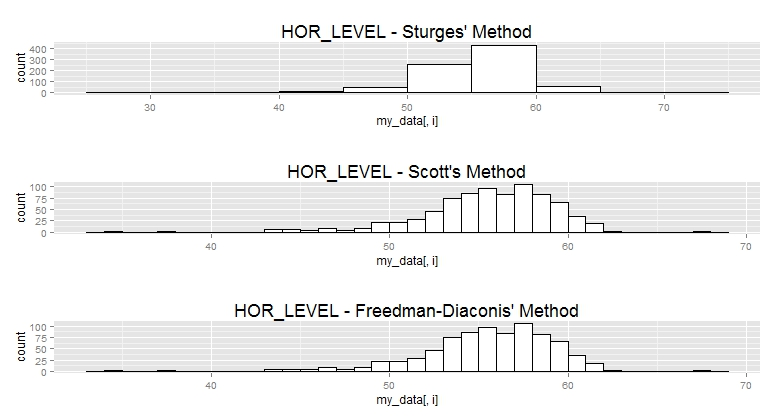 HOR_LEVEL - Sturges' Method
count
400
300
200
100
0
30 40 50 60 70
my_data[, i]
HOR_LEVEL - Scott's Method
count
100
75
50
25
0
40 50 60 70
my_data[, i]
HOR_LEVEL - Freedman-Diaconis' Method
count
100
75
50
25
0
40 50 60 70
my_data[, i]